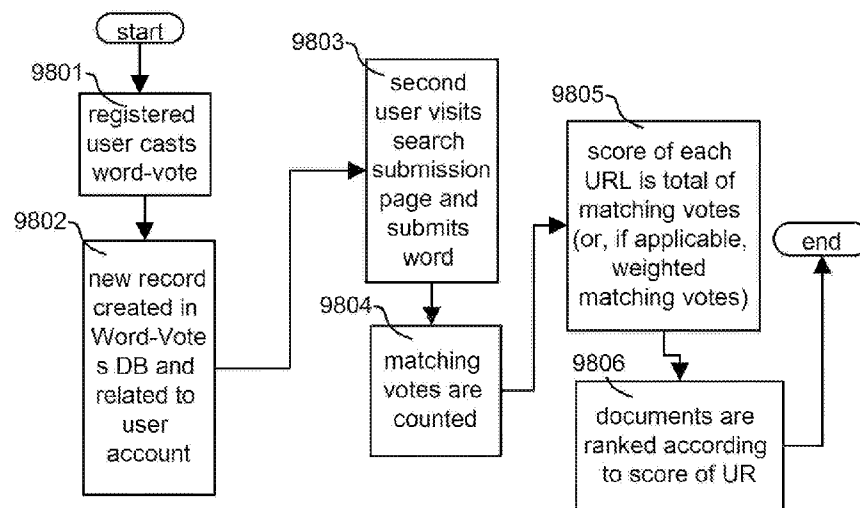 start
9801
registered
user casts
word-vote
9802
new record
created in
Word-Vote
s DB and
related to
user
account
9803
second
user visits
search
submission
page and
submits
word
9804
matching
votes are
counted
9805
score of each
URL is total of
matching votes
(or, if applicable,
weighted
matching votes)
9806
documents are
ranked according
to score of UR
end